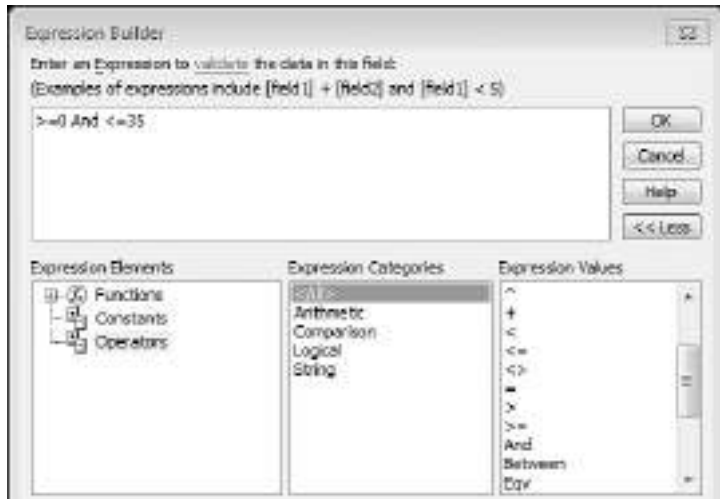 Expression Builder
Enter an Expression to validate the data in this field:
(Examples of expressions include [field1] + [field2] and [field1] < 5)
>=0 And <=35
OK
Cancel
Help
<< Less
Expression Elements
Functions
Constants
Operators
Expression Categories
<All>
Arithmetic
Comparison
Logical
String
Expression Values
^
+
<
<=
<>
=
>
>=
And
Between
Eqv